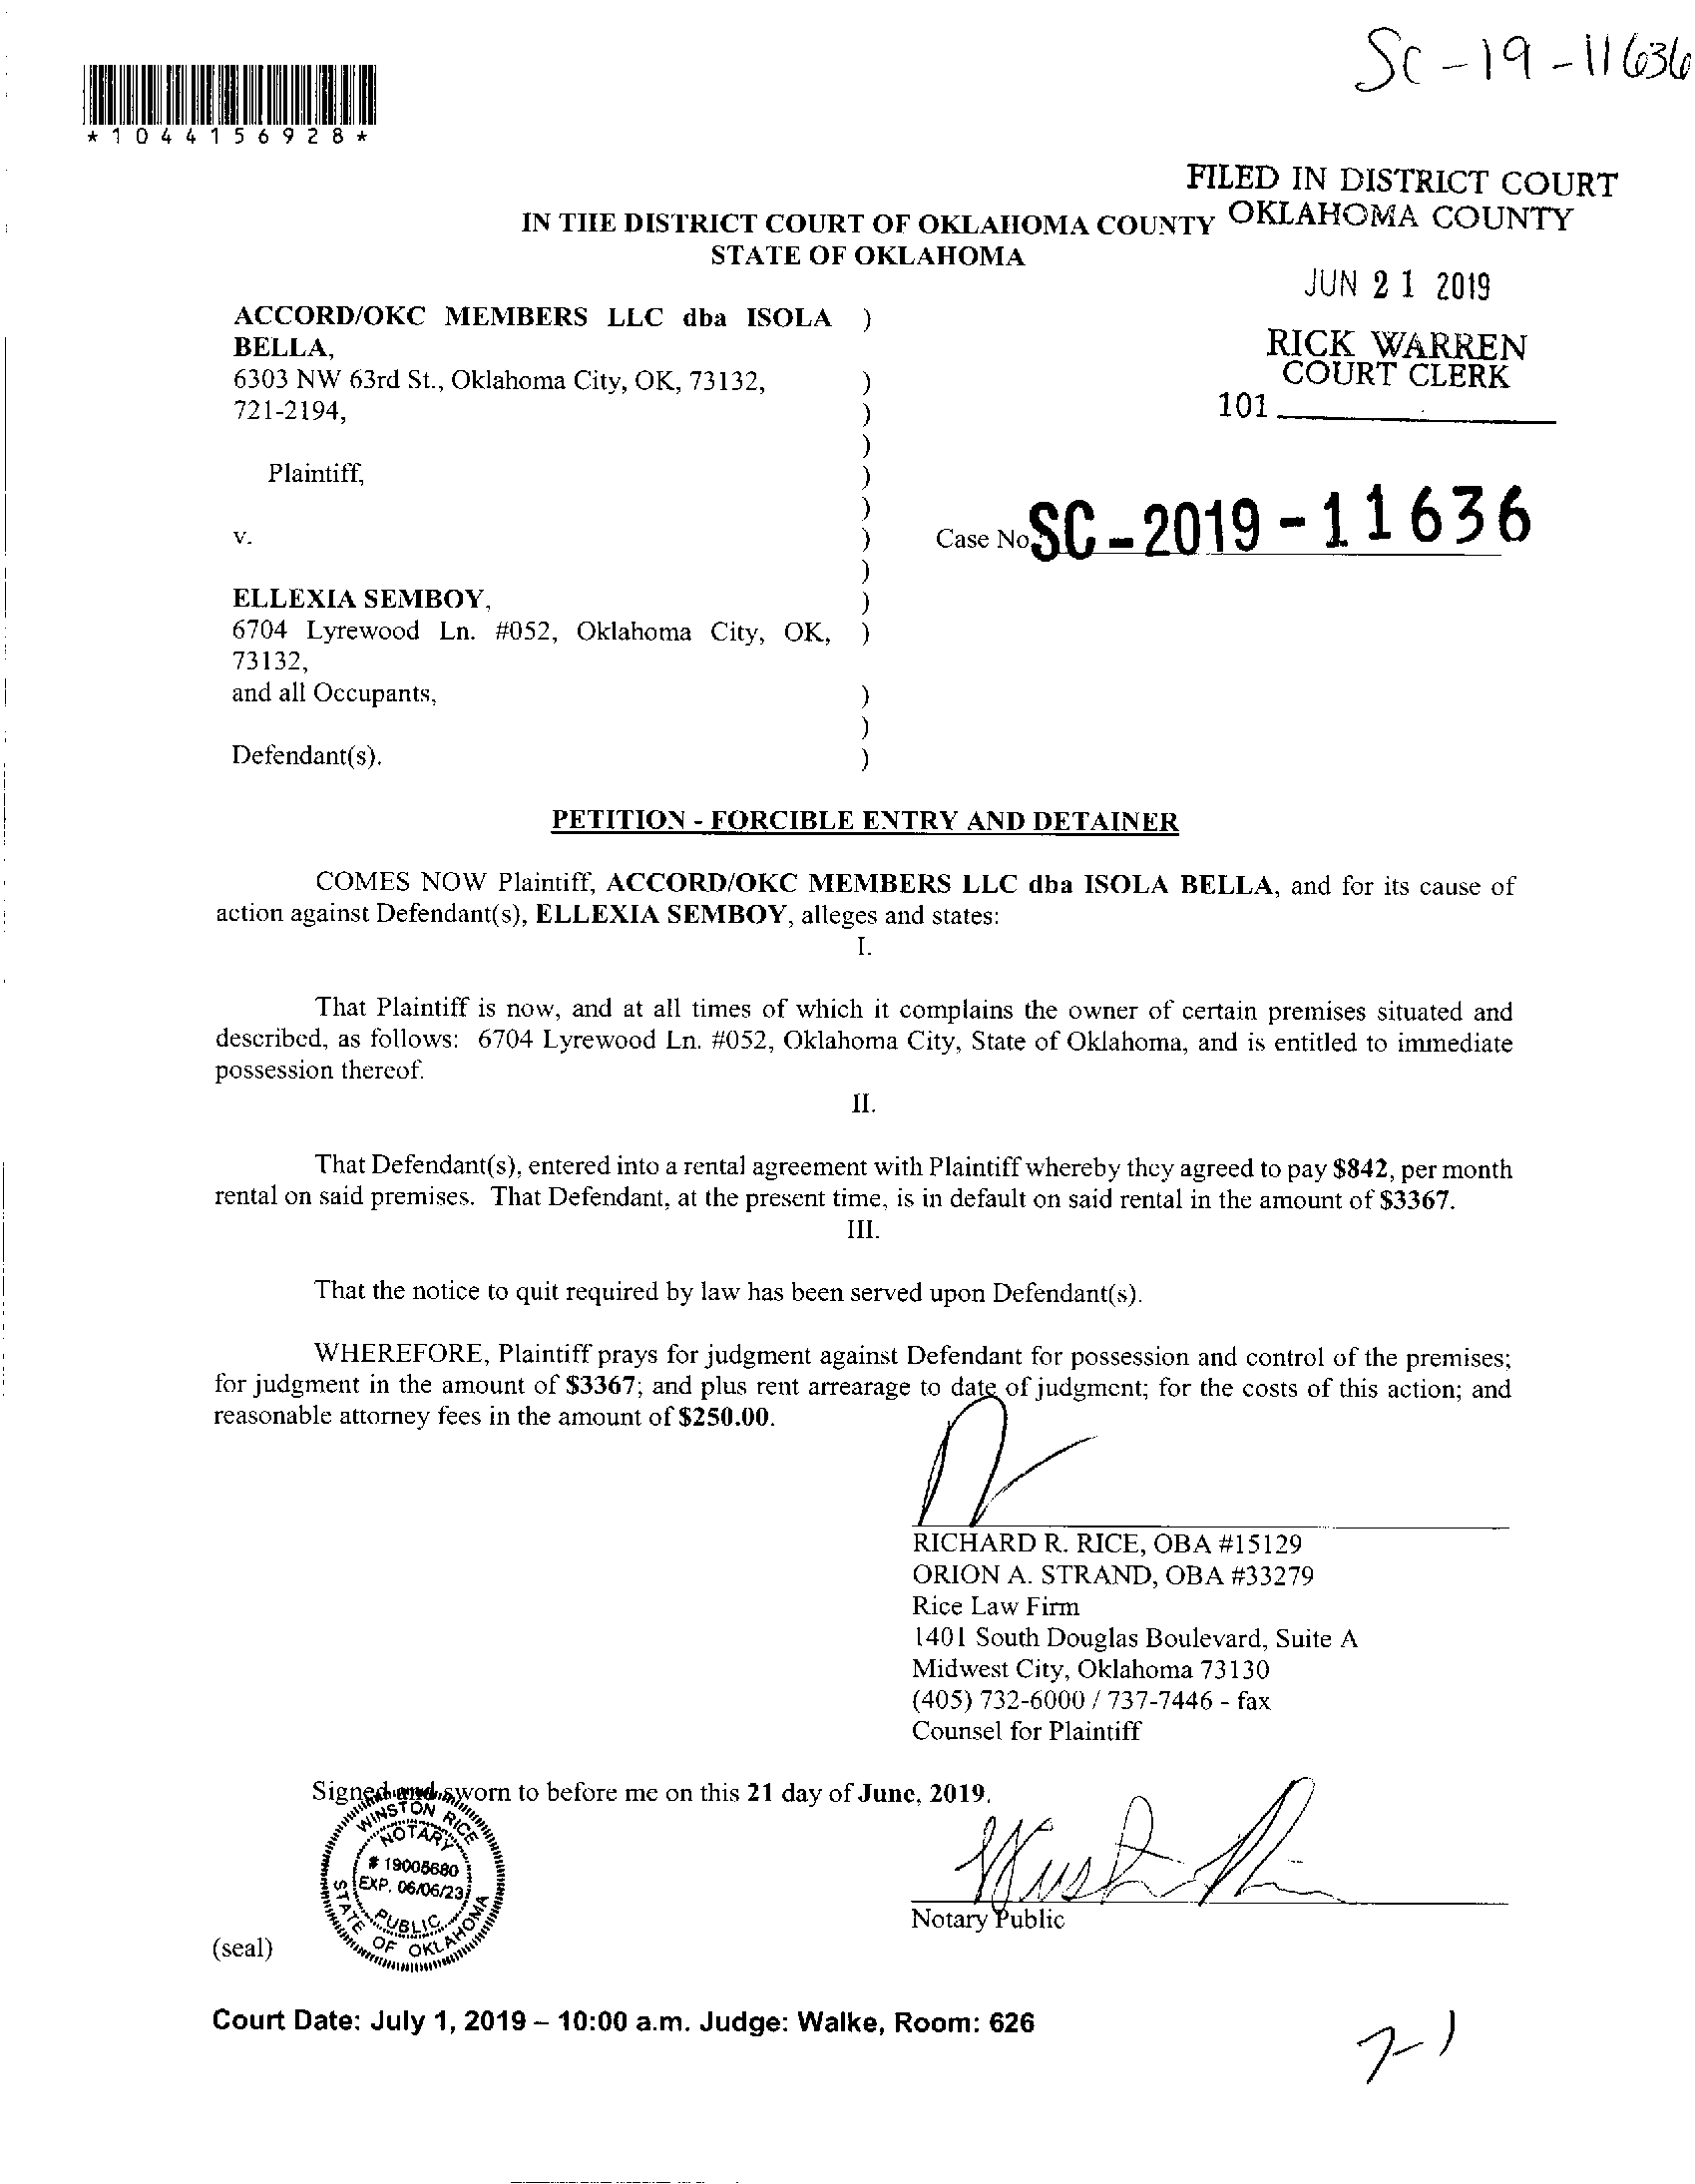 SC-19-11636
*1044156928*
FILED IN DISTRICT COURT
OKLAHOMA COUNTY
IN THE DISTRICT COURT OF OKLAHOMA COUNTY
STATE OF OKLAHOMA
JUN 21 2019
RICK WARREN
COURT CLERK
101
ACCORD/OKC MEMBERS LLC dba ISOLA )
BELLA,
6303 NW 63rd St., Oklahoma City, OK, 73132, )
721-2194, )
)
Plaintiff, )
)
v. )
Case No. SC-2019-11636
)
ELLEXIA SEMBOY, )
6704 Lyrewood Ln. #052, Oklahoma City, OK, )
73132,
and all Occupants, )
)
Defendant(s). )
PETITION - FORCIBLE ENTRY AND DETAINER
COMES NOW Plaintiff, ACCORD/OKC MEMBERS LLC dba ISOLA BELLA, and for its cause of
action against Defendant(s), ELLEXIA SEMBOY, alleges and states:
I.
That Plaintiff is now, and at all times of which it complains the owner of certain premises situated and
described, as follows: 6704 Lyrewood Ln. #052, Oklahoma City, State of Oklahoma, and is entitled to immediate
possession thereof.
II.
That Defendant(s), entered into a rental agreement with Plaintiff whereby they agreed to pay $842, per month
rental on said premises. That Defendant, at the present time, is in default on said rental in the amount of $3367.
III.
That the notice to quit required by law has been served upon Defendant(s).
WHEREFORE, Plaintiff prays for judgment against Defendant for possession and control of the premises;
for judgment in the amount of $3367; and plus rent arrearage to date of judgment; for the costs of this action; and
reasonable attorney fees in the amount of $250.00.
RICHARD R. RICE, OBA #15129
ORION A. STRAND, OBA #33279
Rice Law Firm
1401 South Douglas Boulevard, Suite A
Midwest City, Oklahoma 73130
(405) 732-6000 / 737-7446 - fax
Counsel for Plaintiff
Signed and sworn to before me on this 21 day of June, 2019.
WINSTON RICE
NOTARY
# 19005680
EXP. 06/06/23
PUBLIC
STATE OF OKLAHOMA
Notary Public
(seal)
Court Date: July 1, 2019 – 10:00 a.m. Judge: Walke, Room: 626